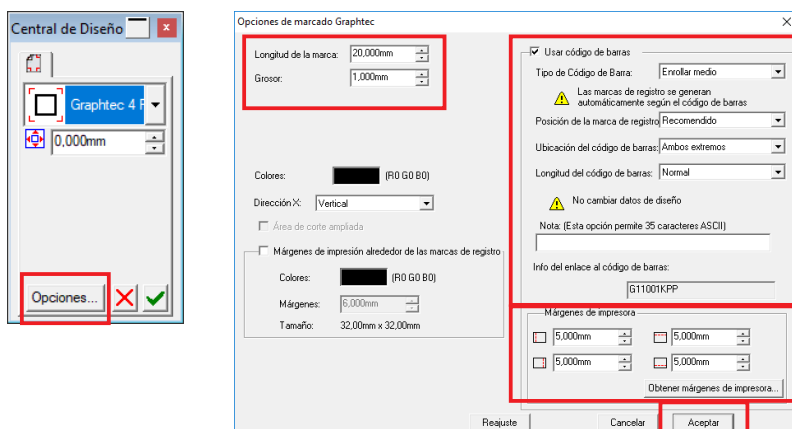 Central de Diseño
Graphtec 4 P
0,000mm
Opciones...
Opciones de marcado Graphtec
Longitud de la marca: 20,000mm
Grosor: 1,000mm
Colores: (R0 G0 B0)
Dirección X: Vertical
Área de corte ampliada
Márgenes de impresión alrededor de las marcas de registro
Colores: (R0 G0 B0)
Márgenes: 6,000mm
Tamaño: 32,00mm x 32,00mm
Usar código de barras
Tipo de Código de Barra: Enrollar medio
Las marcas de registro se generan
automáticamente según el código de barras
Posición de la marca de registro Recomendido
Ubicación del código de barras: Ambos extremos
Longitud del código de barras: Normal
No cambiar datos de diseño
Nota: (Esta opción permite 35 caracteres ASCII)
Info del enlace al código de barras:
G11001KPP
Márgenes de impresora
5,000mm 5,000mm
5,000mm 5,000mm
Obtener márgenes de impresora...
Reajuste Cancelar Aceptar